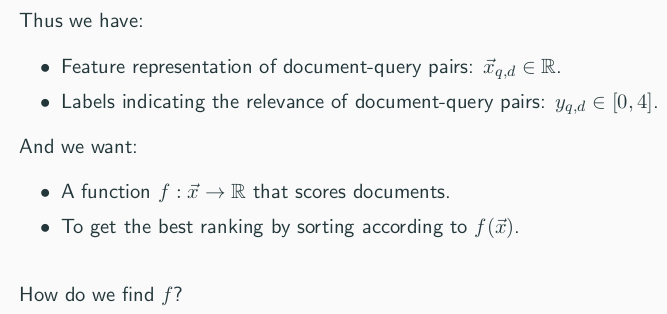 Thus we have:
• Feature representation of document-query pairs: $\vec{x}_{q,d} \in \mathbb{R}$.
• Labels indicating the relevance of document-query pairs: $y_{q,d} \in [0, 4]$.
And we want:
• A function $f : \vec{x} \rightarrow \mathbb{R}$ that scores documents.
• To get the best ranking by sorting according to $f(\vec{x})$.
How do we find $f$?